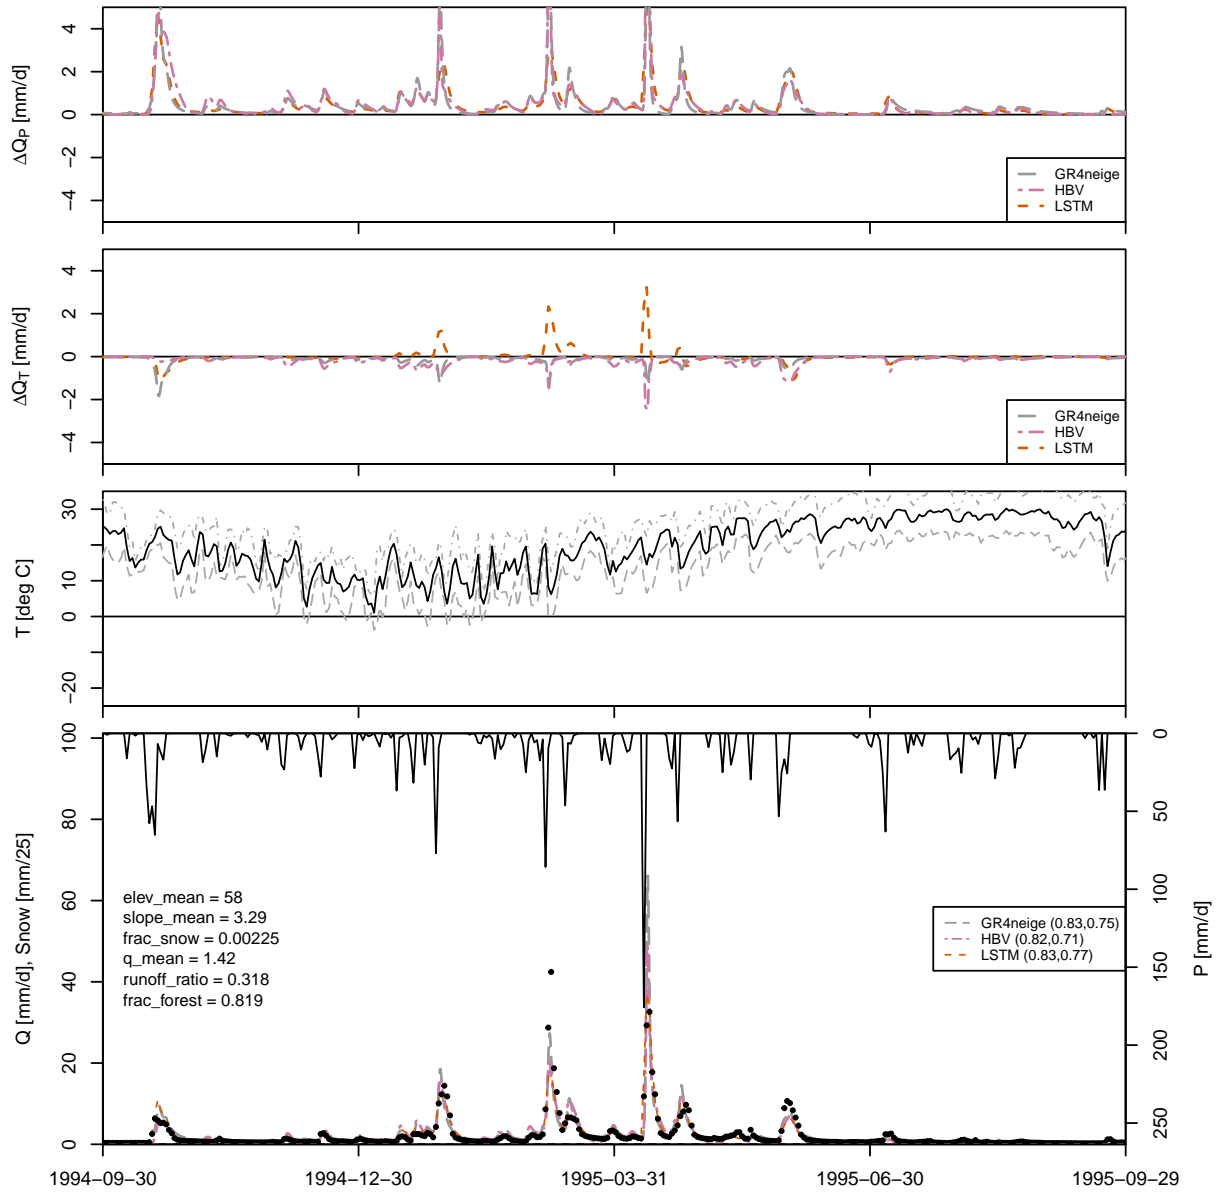 ΔQP [mm/d]
4
2
0
−2
−4
GR4neige
HBV
LSTM
ΔQT [mm/d]
4
2
0
−2
−4
GR4neige
HBV
LSTM
T [deg C]
30
10
0
−20
Q [mm/d], Snow [mm/25]
100
80
60
40
20
0
elev_mean = 58
slope_mean = 3.29
frac_snow = 0.00225
q_mean = 1.42
runoff_ratio = 0.318
frac_forest = 0.819
GR4neige (0.83,0.75)
HBV (0.82,0.71)
LSTM (0.83,0.77)
0
50
100
150
200
250
P [mm/d]
1994−09−30
1994−12−30
1995−03−31
1995−06−30
1995−09−29